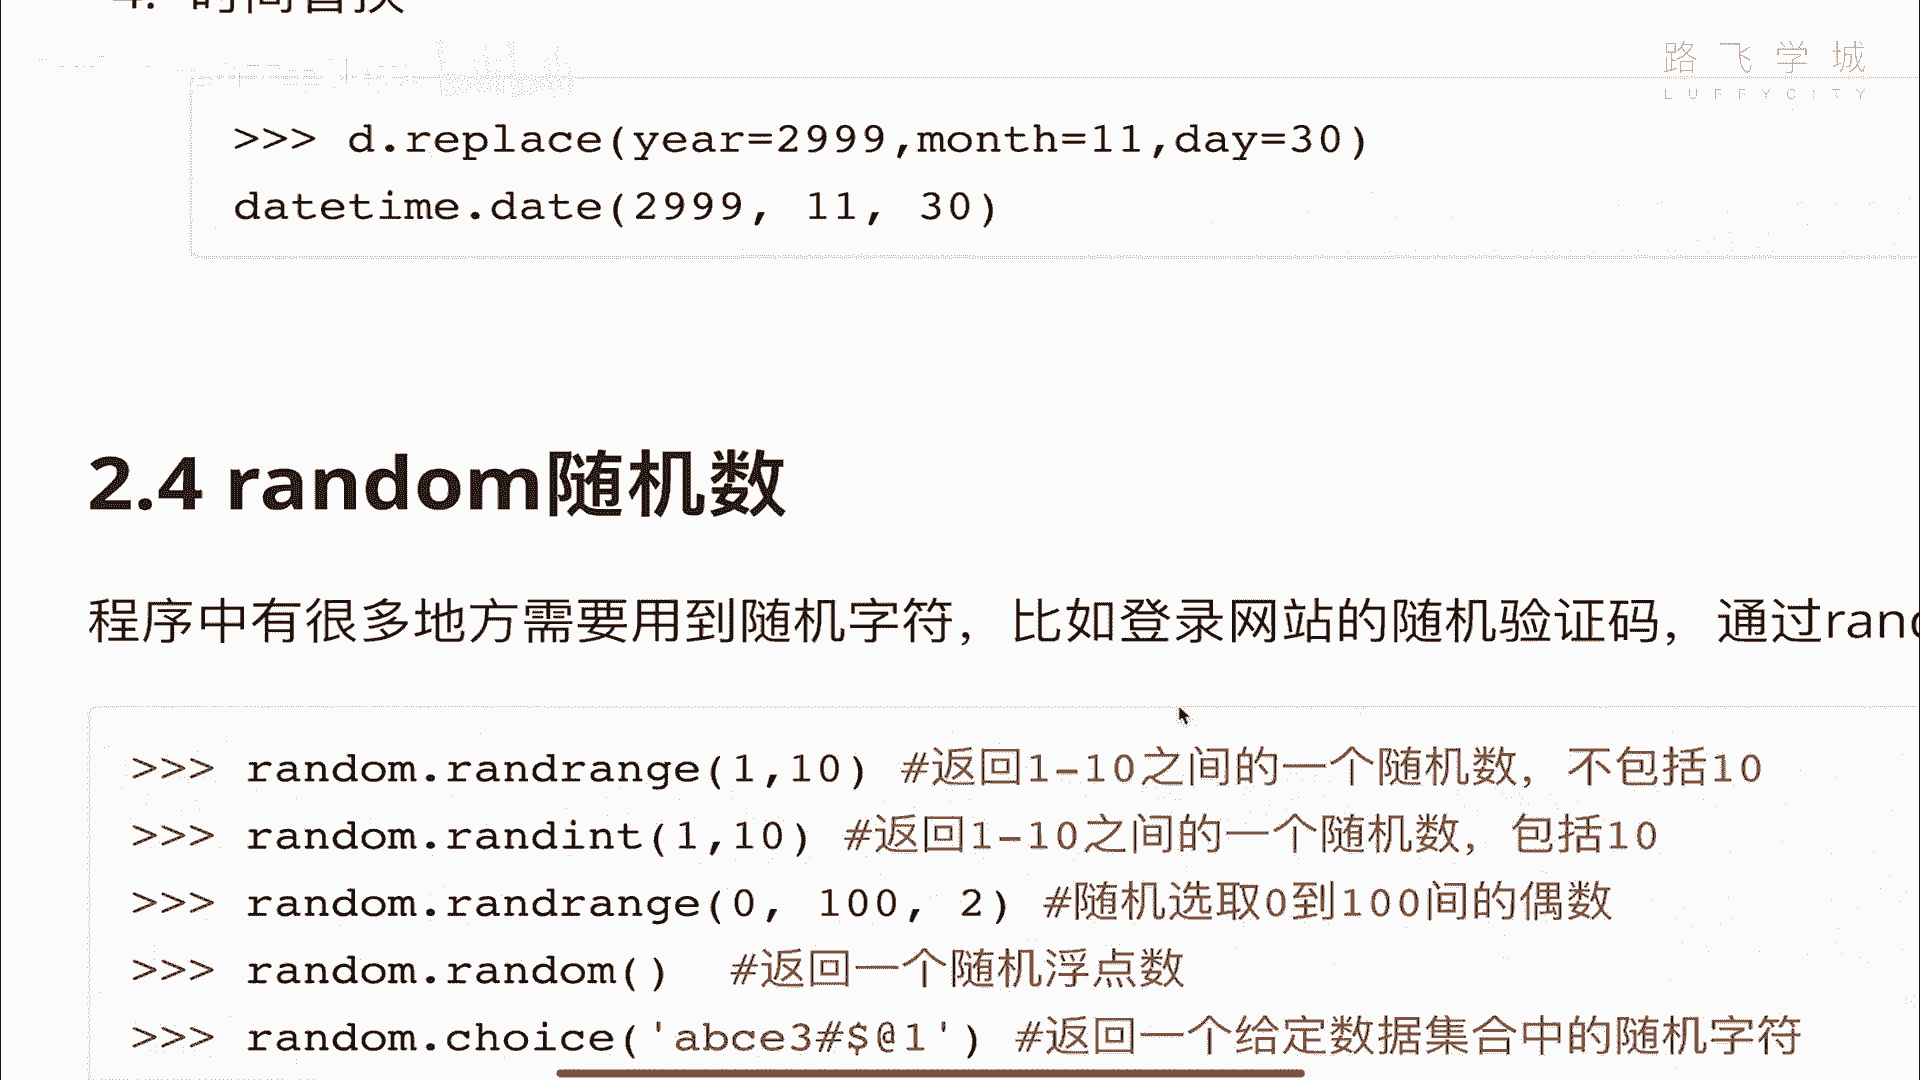 4. 时间替换
路飞学城
LUFFYCITY
>>> d.replace(year=2999,month=11,day=30)
datetime.date(2999, 11, 30)
2.4 random随机数
程序中有很多地方需要用到随机字符，比如登录网站的随机验证码，通过rand
>>> random.randrange(1,10) #返回1-10之间的一个随机数，不包括10
>>> random.randint(1,10) #返回1-10之间的一个随机数，包括10
>>> random.randrange(0, 100, 2) #随机选取0到100间的偶数
>>> random.random() #返回一个随机浮点数
>>> random.choice('abce3#$@1') #返回一个给定数据集合中的随机字符